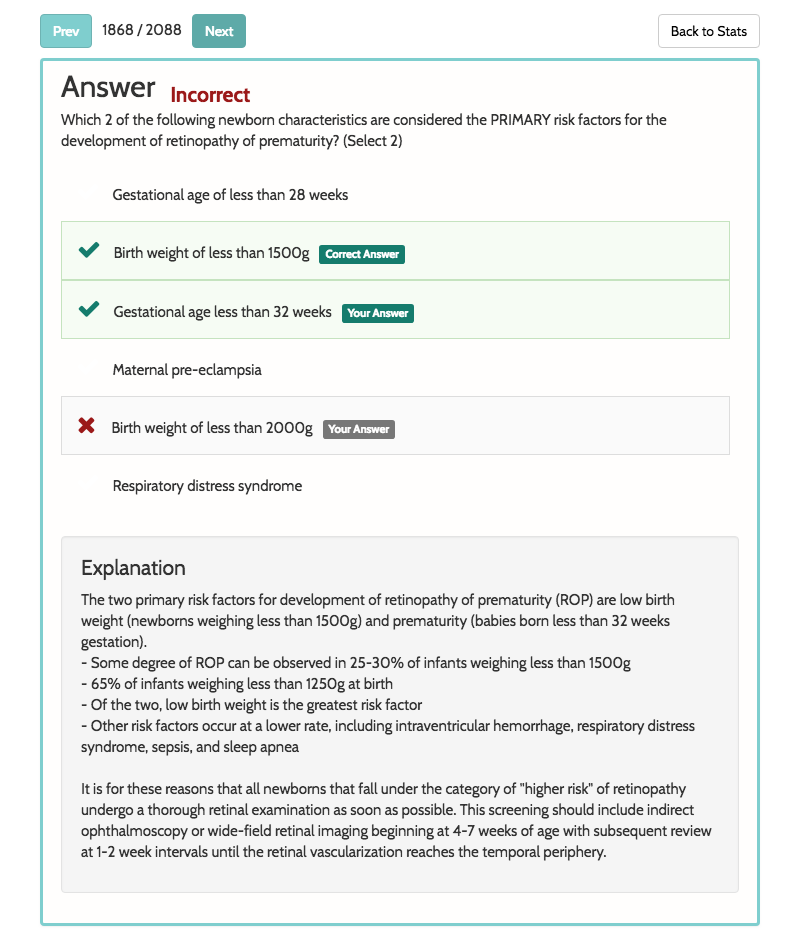 Prev 1868 / 2088 Next Back to Stats
Answer Incorrect
Which 2 of the following newborn characteristics are considered the PRIMARY risk factors for the
development of retinopathy of prematurity? (Select 2)
Gestational age of less than 28 weeks
Birth weight of less than 1500g Correct Answer
Gestational age less than 32 weeks Your Answer
Maternal pre-eclampsia
Birth weight of less than 2000g Your Answer
Respiratory distress syndrome
Explanation
The two primary risk factors for development of retinopathy of prematurity (ROP) are low birth
weight (newborns weighing less than 1500g) and prematurity (babies born less than 32 weeks
gestation).
- Some degree of ROP can be observed in 25-30% of infants weighing less than 1500g
- 65% of infants weighing less than 1250g at birth
- Of the two, low birth weight is the greatest risk factor
- Other risk factors occur at a lower rate, including intraventricular hemorrhage, respiratory distress
syndrome, sepsis, and sleep apnea
It is for these reasons that all newborns that fall under the category of "higher risk" of retinopathy
undergo a thorough retinal examination as soon as possible. This screening should include indirect
ophthalmoscopy or wide-field retinal imaging beginning at 4-7 weeks of age with subsequent review
at 1-2 week intervals until the retinal vascularization reaches the temporal periphery.